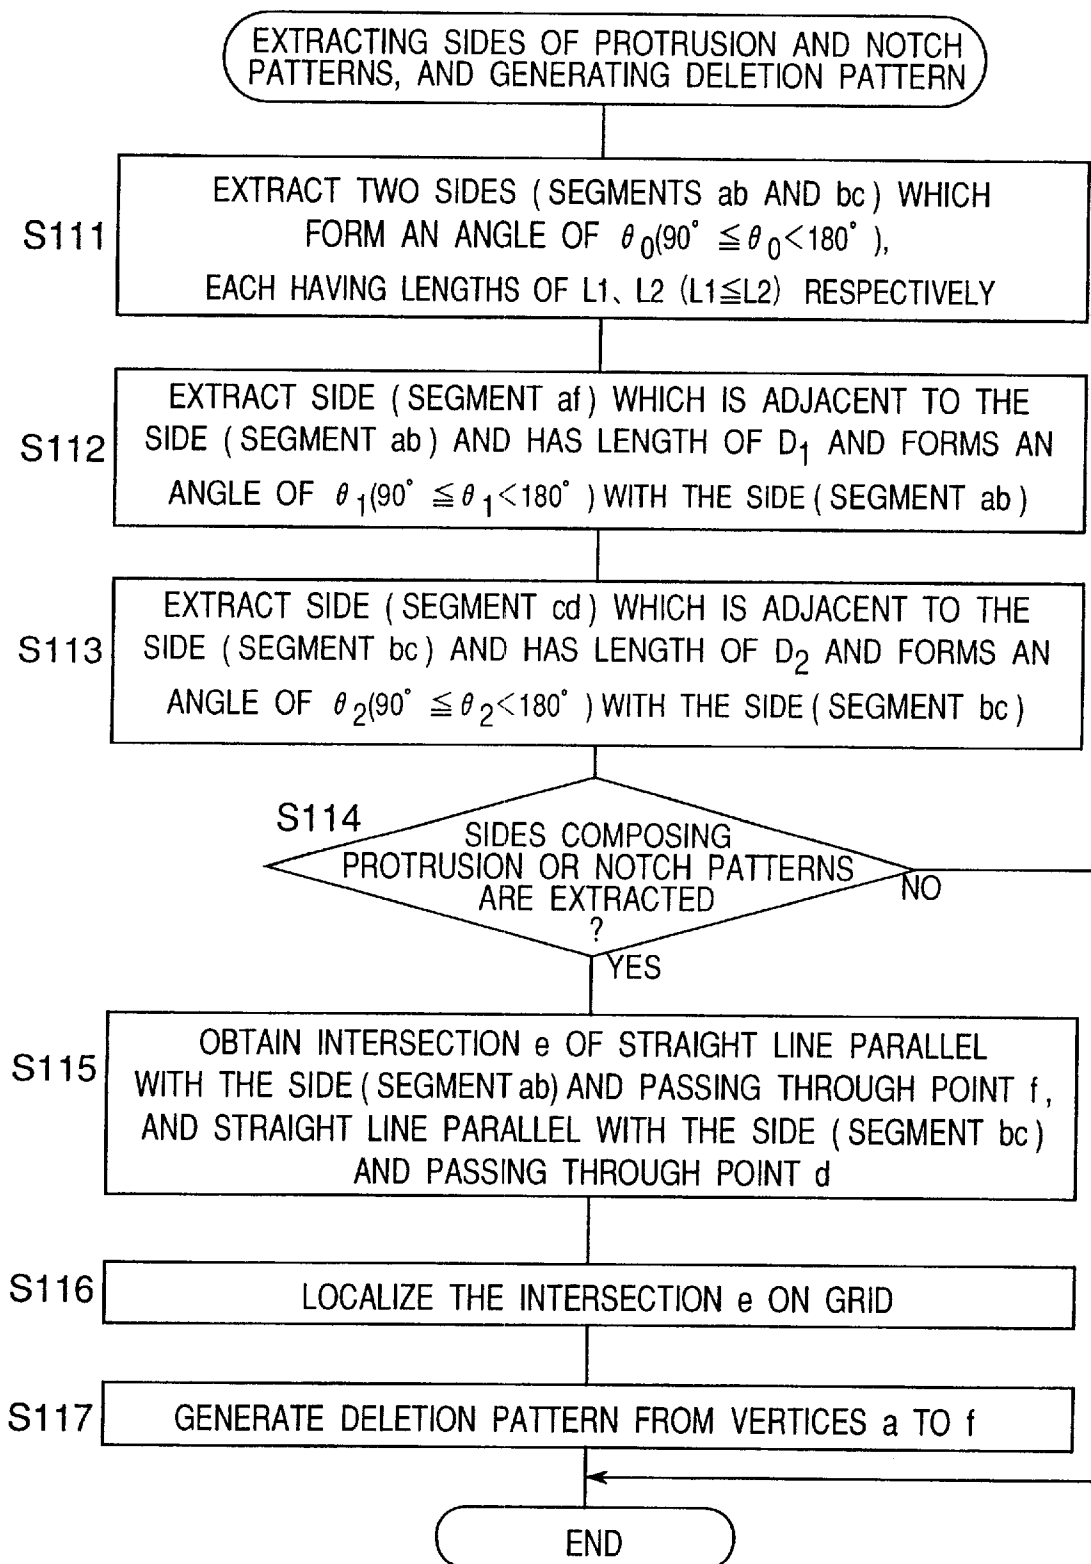 EXTRACTING SIDES OF PROTRUSION AND NOTCH
PATTERNS, AND GENERATING DELETION PATTERN
S111
EXTRACT TWO SIDES (SEGMENTS ab AND bc) WHICH
FORM AN ANGLE OF θ0(90° ≦θ0<180° ),
EACH HAVING LENGTHS OF L1、L2 (L1≦L2) RESPECTIVELY
S112
EXTRACT SIDE (SEGMENT af) WHICH IS ADJACENT TO THE
SIDE (SEGMENT ab) AND HAS LENGTH OF D1 AND FORMS AN
ANGLE OF θ1(90° ≦θ1<180° ) WITH THE SIDE (SEGMENT ab)
S113
EXTRACT SIDE (SEGMENT cd) WHICH IS ADJACENT TO THE
SIDE (SEGMENT bc) AND HAS LENGTH OF D2 AND FORMS AN
ANGLE OF θ2(90° ≦θ2<180° ) WITH THE SIDE (SEGMENT bc)
S114
SIDES COMPOSING
PROTRUSION OR NOTCH PATTERNS
ARE EXTRACTED
?
NO
YES
S115
OBTAIN INTERSECTION e OF STRAIGHT LINE PARALLEL
WITH THE SIDE (SEGMENT ab) AND PASSING THROUGH POINT f,
AND STRAIGHT LINE PARALLEL WITH THE SIDE (SEGMENT bc)
AND PASSING THROUGH POINT d
S116
LOCALIZE THE INTERSECTION e ON GRID
S117
GENERATE DELETION PATTERN FROM VERTICES a TO f
END